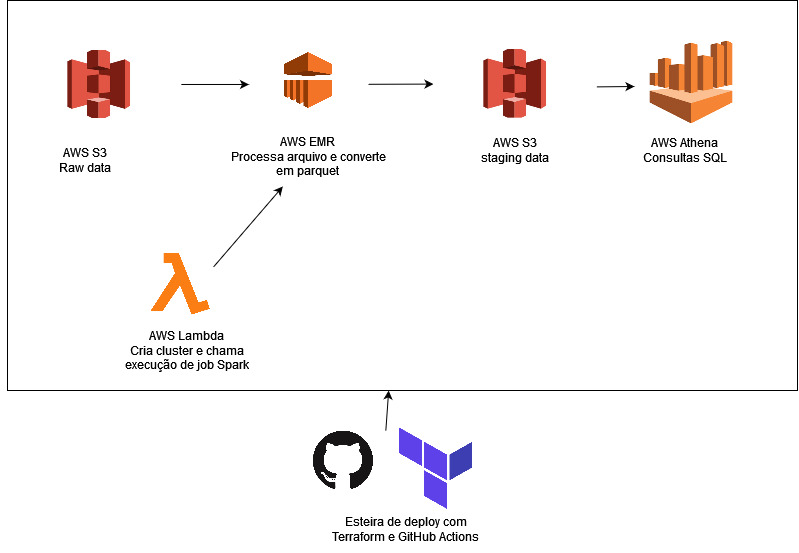 AWS S3
Raw data
AWS EMR
Processa arquivo e converte
em parquet
AWS S3
staging data
AWS Athena
Consultas SQL
AWS Lambda
Cria cluster e chama
execução de job Spark
Esteira de deploy com
Terraform e GitHub Actions